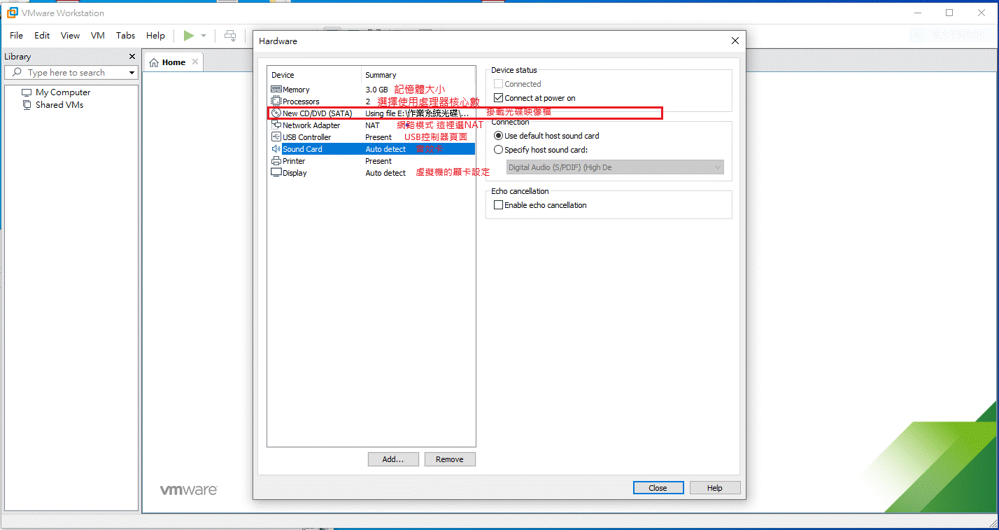 VMware Workstation
File Edit View VM Tabs Help
Hardware
Library
Type here to search
My Computer
Shared VMs
Home
Device Summary
Memory 3.0 GB 記憶體大小
Processors 2 選擇使用處理器核心數
New CD/DVD (SATA) Using file E:\作業系統光碟\... 掛載光碟映像檔
Network Adapter NAT 網路模式 這裡選NAT
USB Controller Present USB控制器頁面
Sound Card Auto detect
Printer Present
Display Auto detect 虛擬機的顯卡設定
Device status
Connected
Connect at power on
Connection
Use default host sound card
Specify host sound card:
Digital Audio (S/PDIF) (High De
Echo cancellation
Enable echo cancellation
Add... Remove
Close Help
vmware